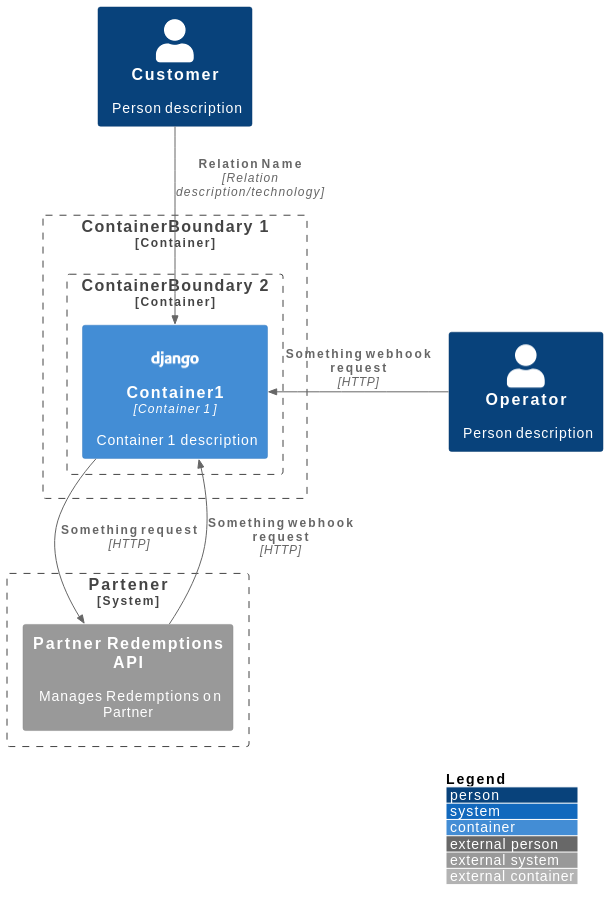 Customer
Person description
Relation Name
[Relation
description/technology]
ContainerBoundary 1
[Container]
ContainerBoundary 2
[Container]
django
Container1
[Container 1]
Container 1 description
Something webhook
request
[HTTP]
Operator
Person description
Something request
[HTTP]
Something webhook
request
[HTTP]
Partener
[System]
Partner Redemptions
API
Manages Redemptions on
Partner
Legend
person
system
container
external person
external system
external container